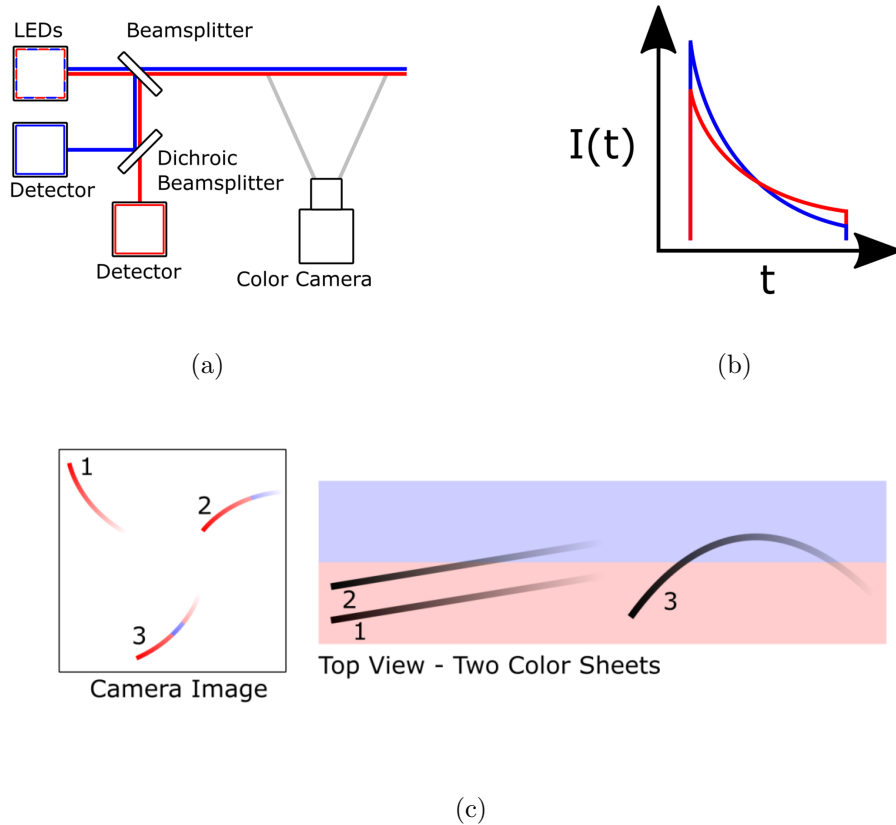 LEDs
Beamsplitter
Detector
Dichroic
Beamsplitter
Detector
Color Camera
(a)
I(t)
t
(b)
1
2
3
Camera Image
2
1
3
Top View - Two Color Sheets
(c)